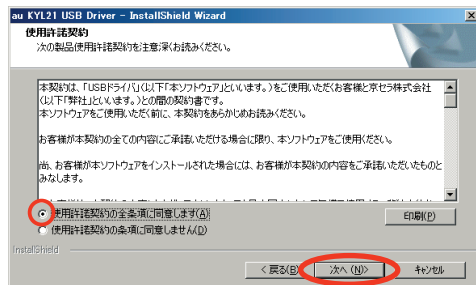 au KYL21 USB Driver - InstallShield Wizard
使用許諾契約
次の製品使用許諾契約を注意深くお読みください。
本契約は、「USBドライバ」(以下「本ソフトウェア」といいます。)をご使用いただくお客様と京セラ株式会社
(以下「弊社」といいます。)との間の契約書です。
本ソフトウェアをご使用いただく前に、本契約をあらかじめお読みください。
お客様が本契約の全ての内容にご承諾いただける場合に限り、本ソフトウェアをご使用ください。
尚、お客様が本ソフトウェアをインストールされた場合には、お客様が本契約の内容をご承諾いただいたものと
みなします。
使用許諾契約の全条項に同意します(A)
印刷(P)
使用許諾契約の条項に同意しません(D)
InstallShield
< 戻る(B)
次へ (N)>
キャンセル